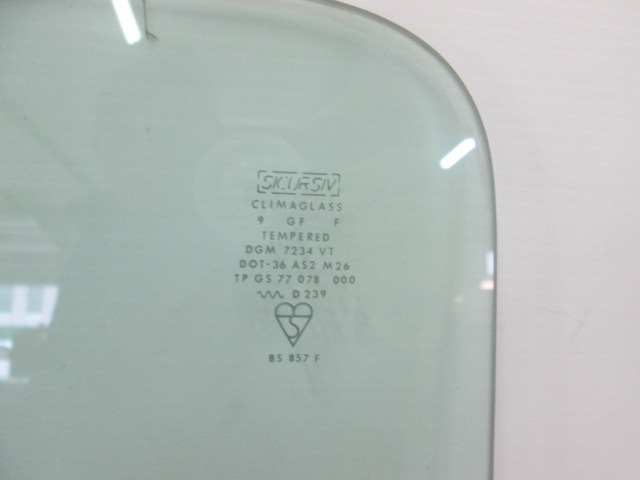 SICURSIV
CLIMAGLASS
9 GF F
TEMPERED
DGM 7234 VT
DOT-36 AS2 M26
TP GS 77 078 000
D 239
S
BS 857 F